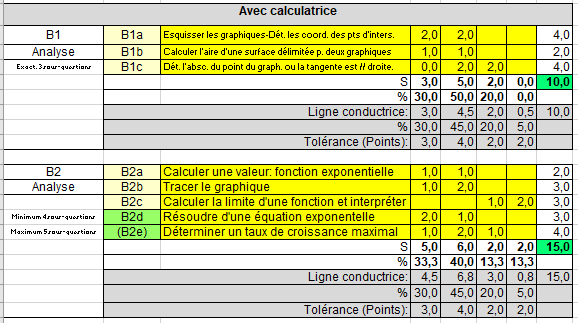 Avec calculatrice
B1 B1a Esquisser les graphiques-Dét. les coord. des pts d'inters. 2,0 2,0 4,0
Analyse B1b Calculer l'aire d'une surface délimitée p. deux graphiques 1,0 1,0 2,0
Exact. 3 sous-questions B1c Dét. l'absc. du point du graph. ou la tangente est // droite. 0,0 2,0 2,0 4,0
S 3,0 5,0 2,0 0,0 10,0
% 30,0 50,0 20,0 0,0
Ligne conductrice: 3,0 4,5 2,0 0,5 10,0
% 30,0 45,0 20,0 5,0
Tolérance (Points): 3,0 4,0 2,0 2,0
B2 B2a Calculer une valeur: fonction exponentielle 1,0 1,0 2,0
Analyse B2b Tracer le graphique 1,0 2,0 3,0
B2c Calculer la limite d'une fonction et interpréter 1,0 2,0 3,0
Minimum 4 sous-questions B2d Résoudre d'une équation exponentelle 2,0 1,0 3,0
Maximum 5 sous-questions (B2e) Déterminer un taux de croissance maximal 1,0 2,0 1,0 4,0
S 5,0 6,0 2,0 2,0 15,0
% 33,3 40,0 13,3 13,3
Ligne conductrice: 4,5 6,8 3,0 0,8 15,0
% 30,0 45,0 20,0 5,0
Tolérance (Points): 3,0 4,0 2,0 2,0